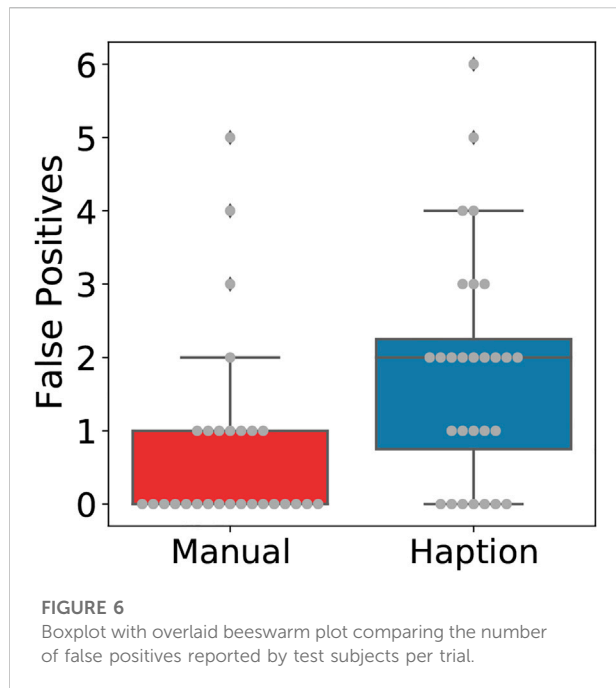 6
5
4
3
2
1
0
False Positives
Manual Haption
FIGURE 6
Boxplot with overlaid beeswarm plot comparing the number
of false positives reported by test subjects per trial.